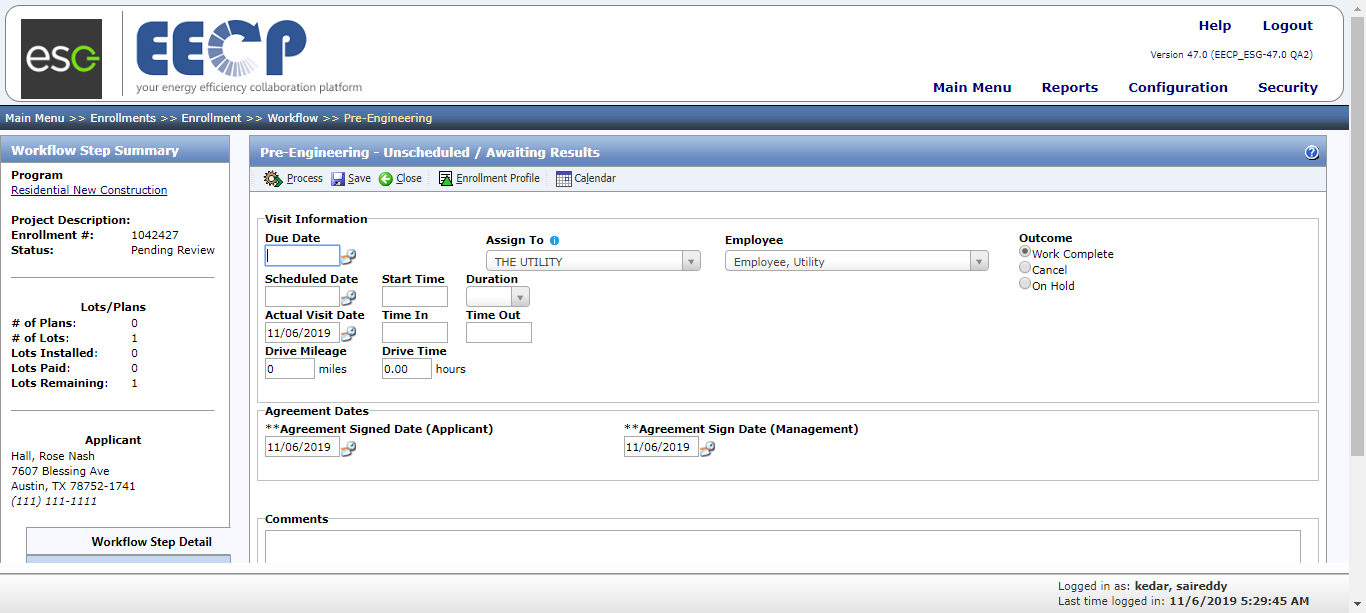 esg
EECP
your energy efficiency collaboration platform
Help Logout
Version 47.0 (EECP_ESG-47.0 QA2)
Main Menu Reports Configuration Security
Main Menu >> Enrollments >> Enrollment >> Workflow >> Pre-Engineering
Workflow Step Summary
Program
Residential New Construction
Project Description:
Enrollment #: 1042427
Status: Pending Review
Lots/Plans
# of Plans: 0
# of Lots: 1
Lots Installed: 0
Lots Paid: 0
Lots Remaining: 1
Applicant
Hall, Rose Nash
7607 Blessing Ave
Austin, TX 78752-1741
(111) 111-1111
Workflow Step Detail
Pre-Engineering - Unscheduled / Awaiting Results
?
Process Save Close Enrollment Profile Calendar
Visit Information
Due Date Assign To i Employee Outcome
THE UTILITY Employee, Utility Work Complete
Cancel
On Hold
Scheduled Date Start Time Duration
Actual Visit Date Time In Time Out
11/06/2019
Drive Mileage Drive Time
0 miles 0.00 hours
Agreement Dates
**Agreement Signed Date (Applicant) **Agreement Sign Date (Management)
11/06/2019 11/06/2019
Comments
Logged in as: kedar, saireddy
Last time logged in: 11/6/2019 5:29:45 AM